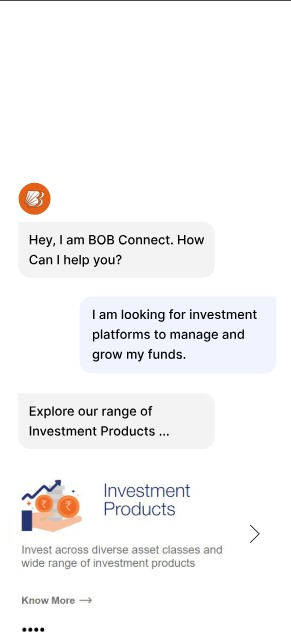 Hey, I am BOB Connect. How
Can I help you?
I am looking for investment
platforms to manage and
grow my funds.
Explore our range of
Investment Products ...
Investment
Products
Invest across diverse asset classes and
wide range of investment products
Know More →